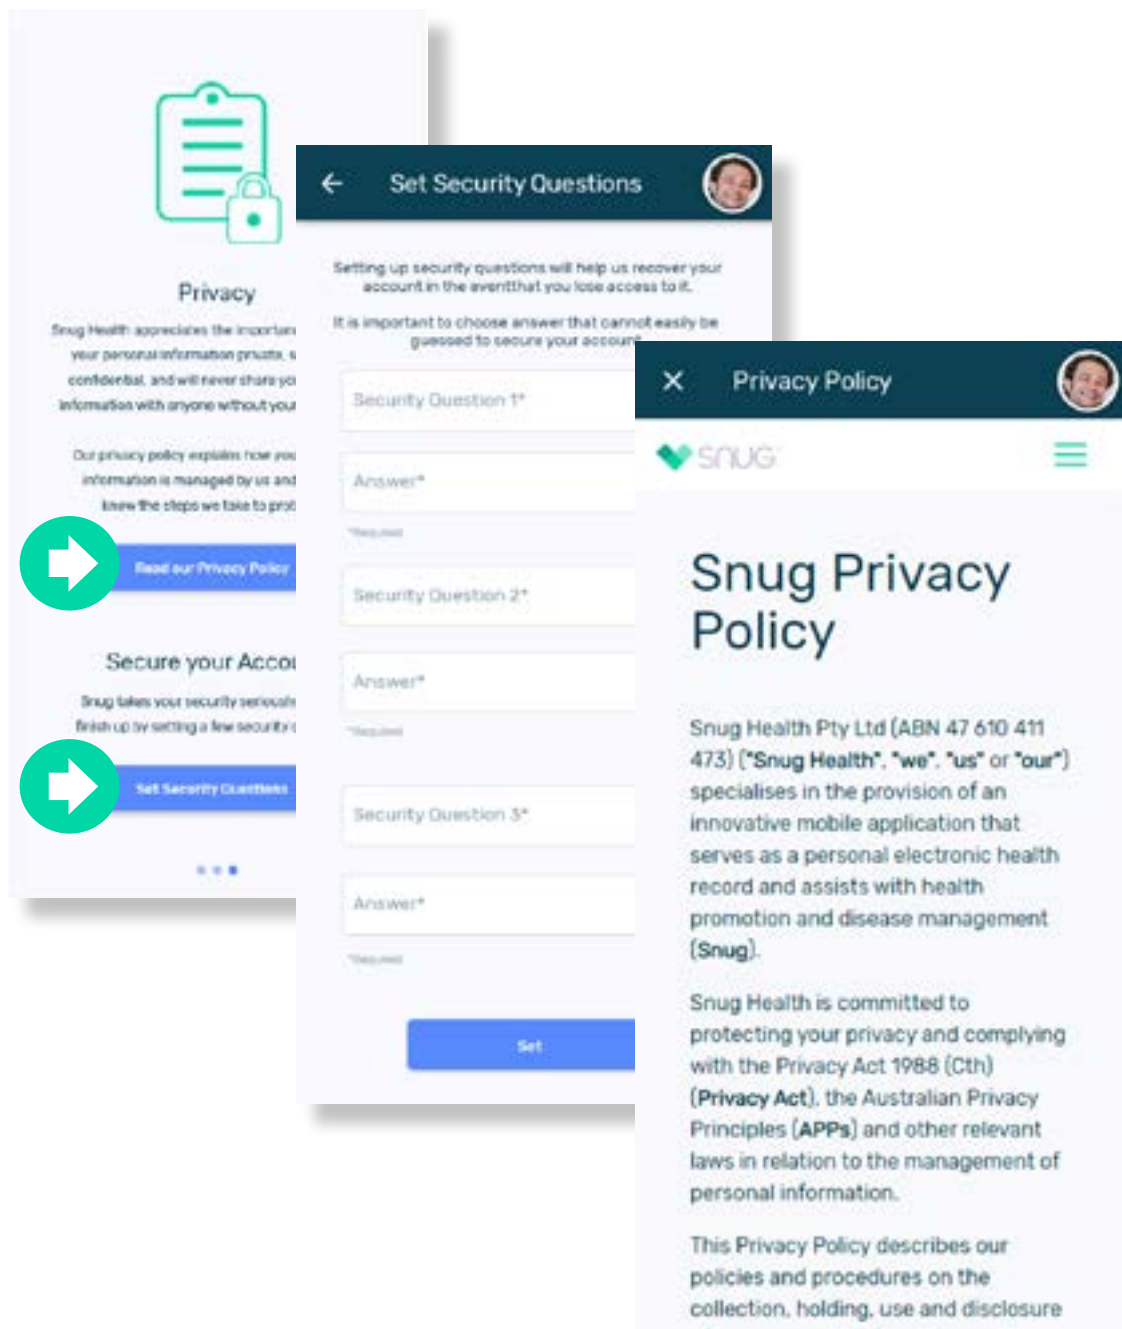 Privacy
Snug Health appreciates the
your personal information private,
confidential, and will never share
information with anyone without your
Our privacy policy explains how
information is managed by us and
know the steps we take to
Read our Privacy Policy
Secure your
Snug takes your security
finish up by setting a few security
Set Security Questions
Set Security Questions
Setting up security questions will help us recover your
account in the eventthat you lose access to it.
It is important to choose answer that cannot easily be
guessed to secure your account
Security Question 1*
Answer*
*Required
Security Question 2*
Answer*
*Required
Security Question 3*
Answer*
*Required
Set
Privacy Policy
SNUG
Snug Privacy
Policy
Snug Health Pty Ltd (ABN 47 610 411
473) ("Snug Health", "we", "us" or "our")
specialises in the provision of an
innovative mobile application that
serves as a personal electronic health
record and assists with health
promotion and disease management
(Snug).
Snug Health is committed to
protecting your privacy and complying
with the Privacy Act 1988 (Cth)
(Privacy Act), the Australian Privacy
Principles (APPs) and other relevant
laws in relation to the management of
personal information.
This Privacy Policy describes our
policies and procedures on the
collection, holding, use and disclosure